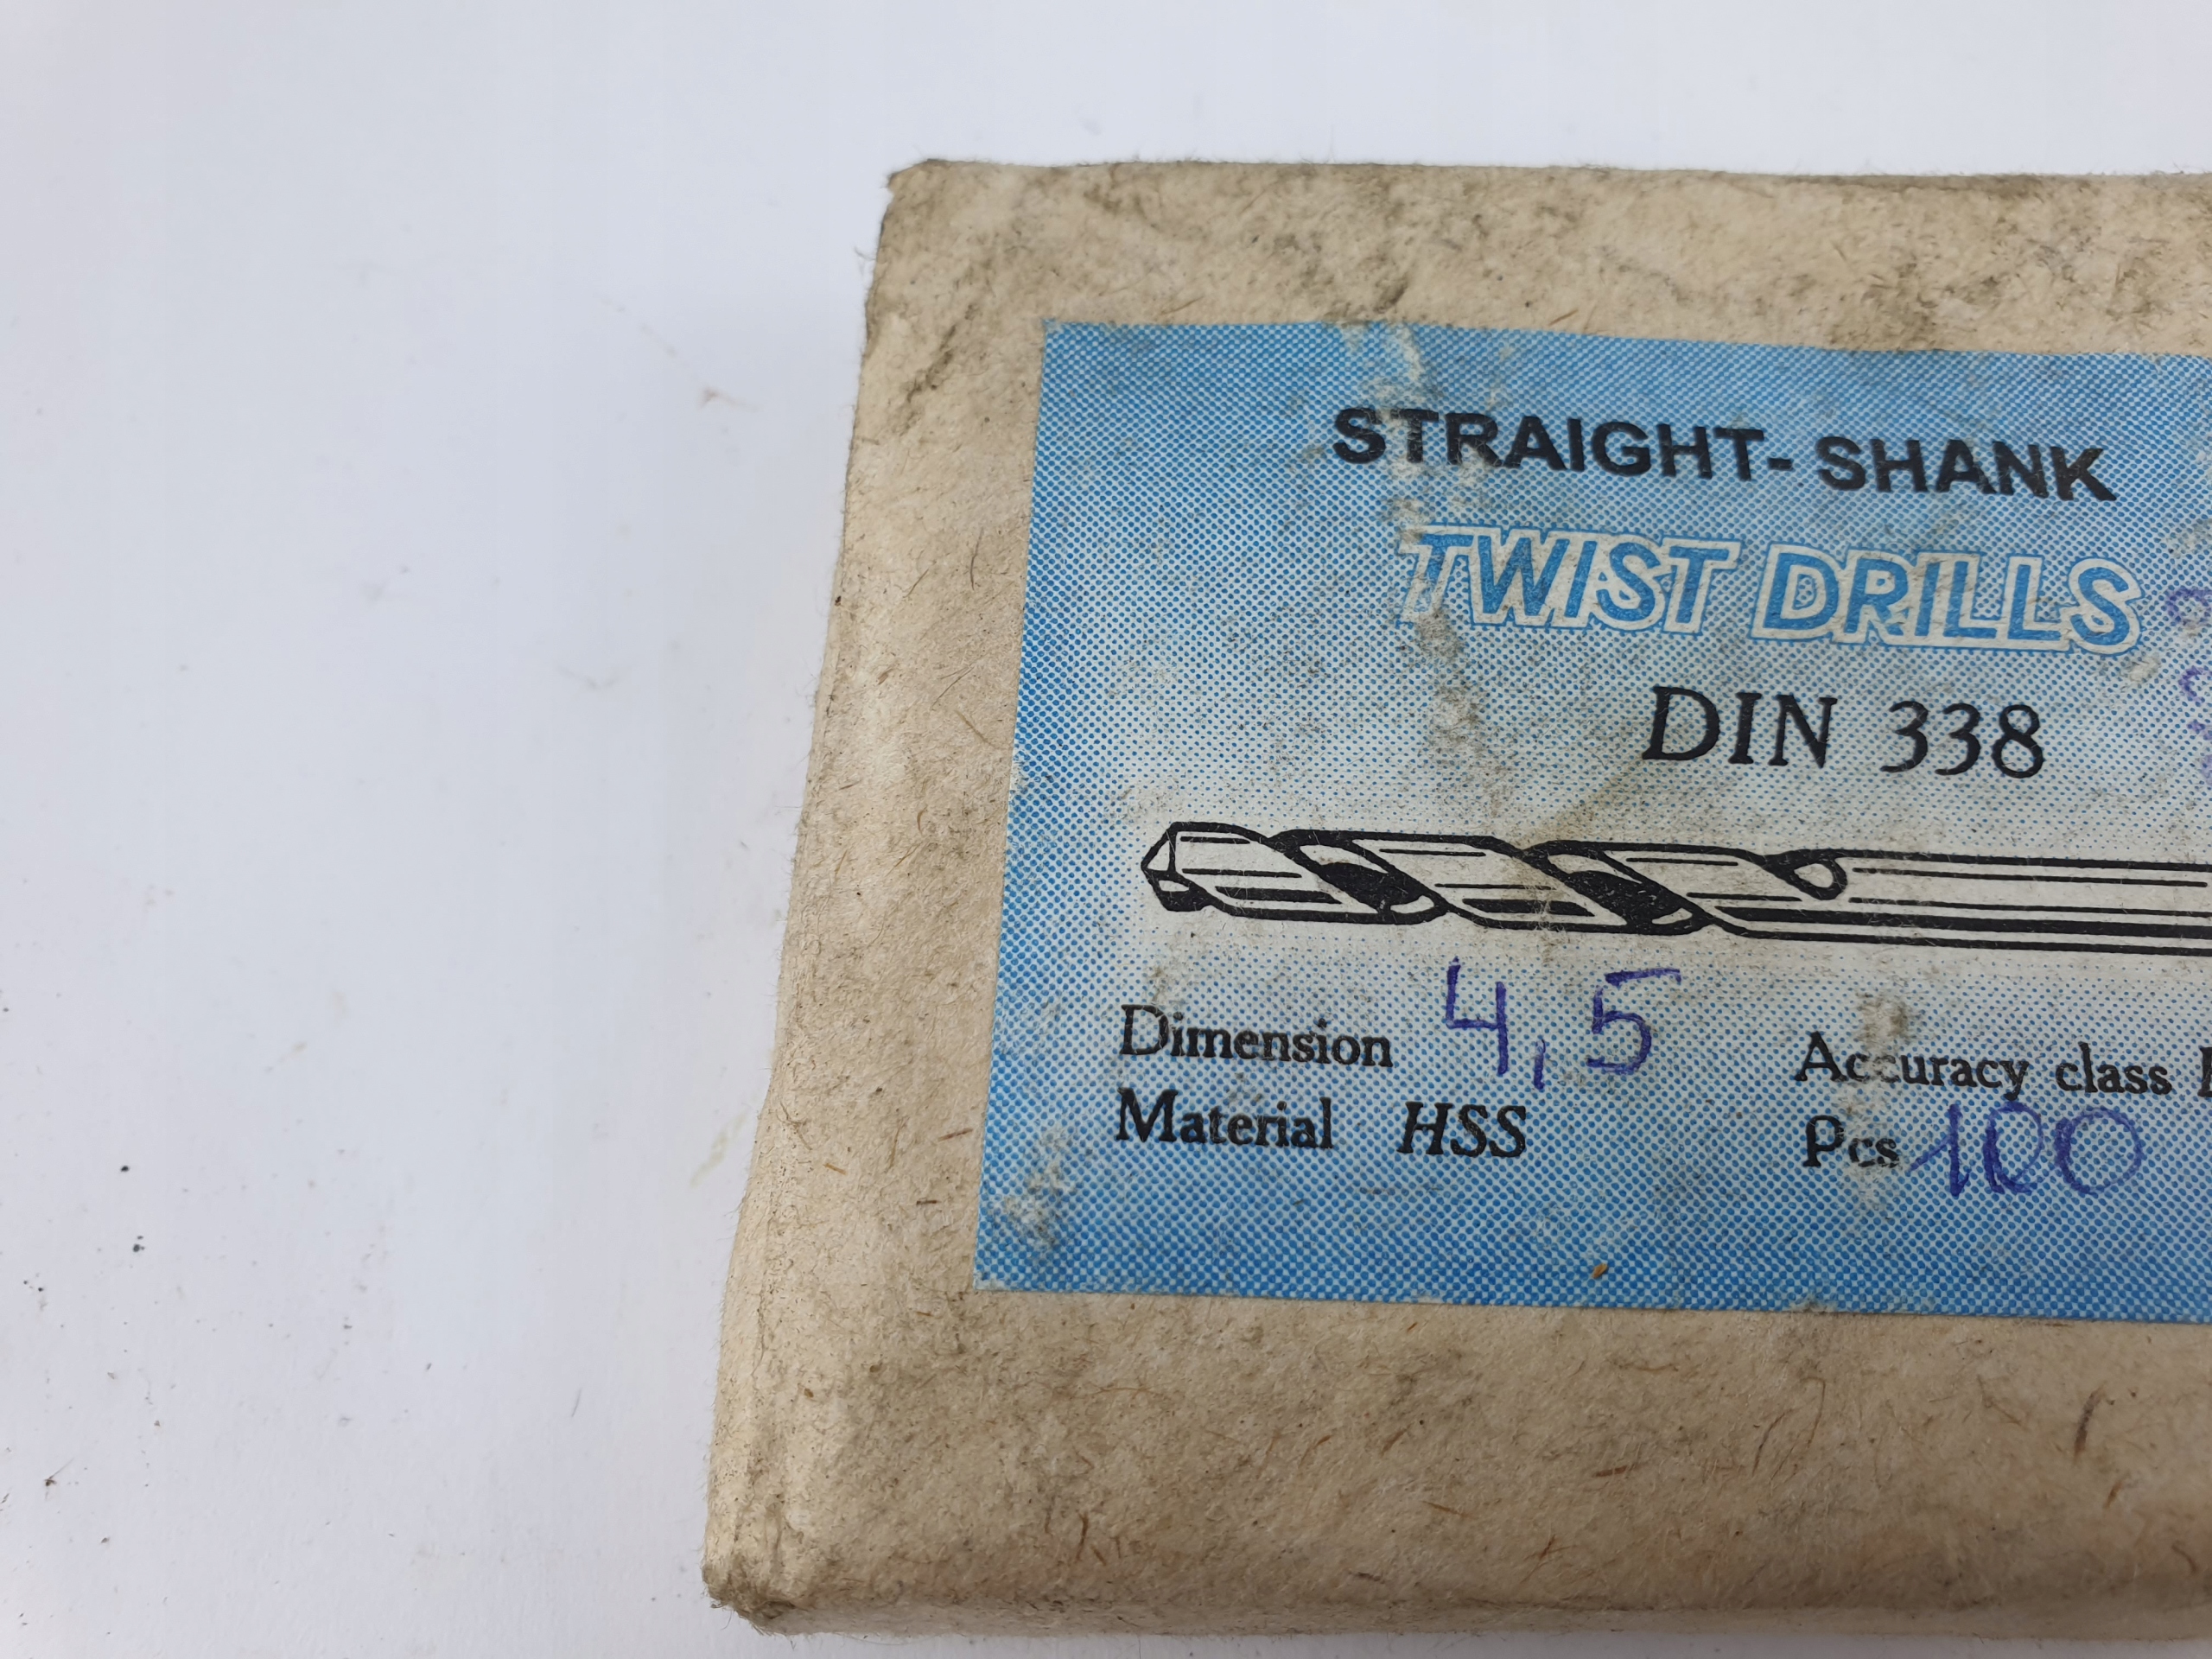 STRAIGHT-SHANK
TWIST DRILLS
DIN 338
Dimension 4,5 Accuracy class
Material HSS Pcs 100